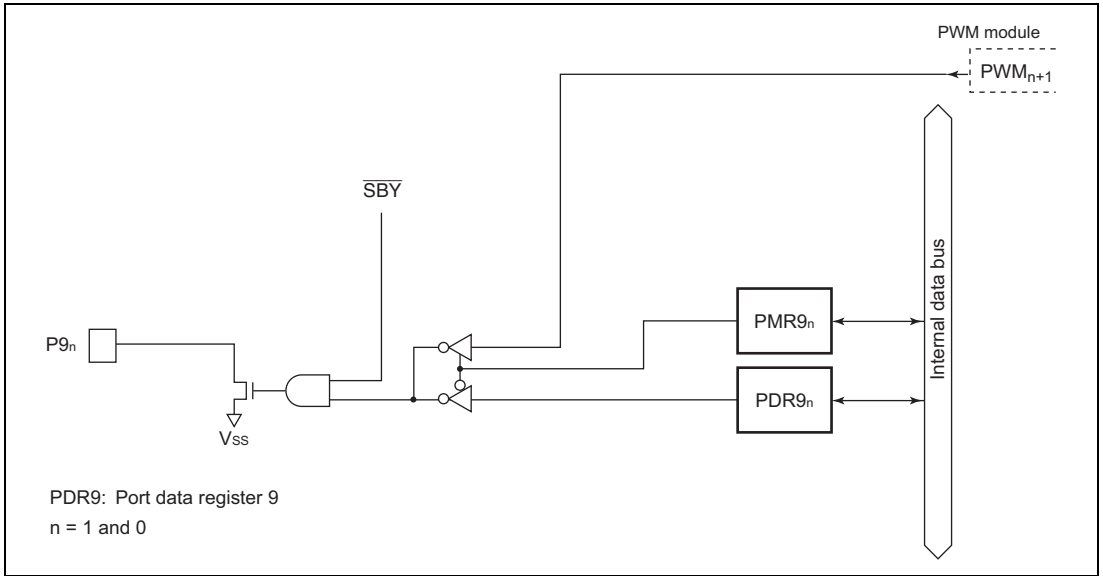 PWM module
PWMn+1
SBY
Internal data bus
PMR9n
P9n
PDR9n
VSS
PDR9: Port data register 9
n = 1 and 0